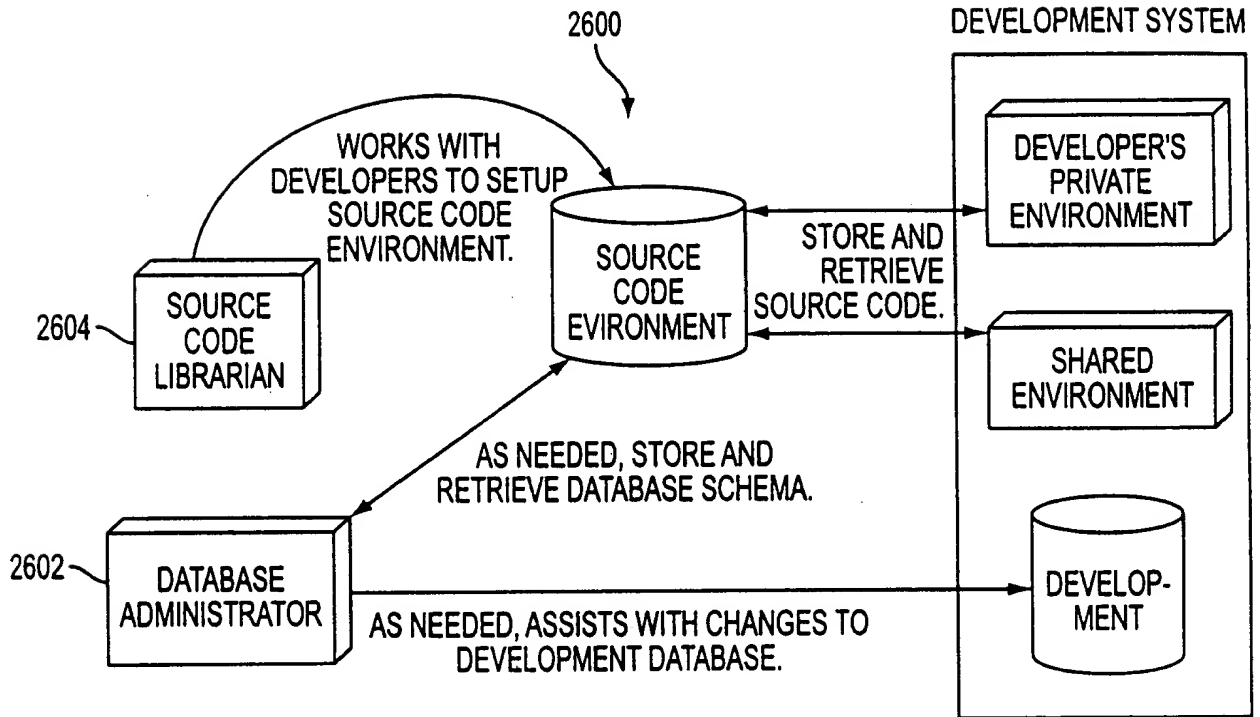 2600
DEVELOPMENT SYSTEM
WORKS WITH
DEVELOPERS TO SETUP
SOURCE CODE
ENVIRONMENT.
DEVELOPER'S
PRIVATE
ENVIRONMENT
SOURCE
CODE
EVIRONMENT
STORE AND
RETRIEVE
SOURCE CODE.
2604
SOURCE
CODE
LIBRARIAN
SHARED
ENVIRONMENT
AS NEEDED, STORE AND
RETRIEVE DATABASE SCHEMA.
2602
DATABASE
ADMINISTRATOR
DEVELOP-
MENT
AS NEEDED, ASSISTS WITH CHANGES TO
DEVELOPMENT DATABASE.